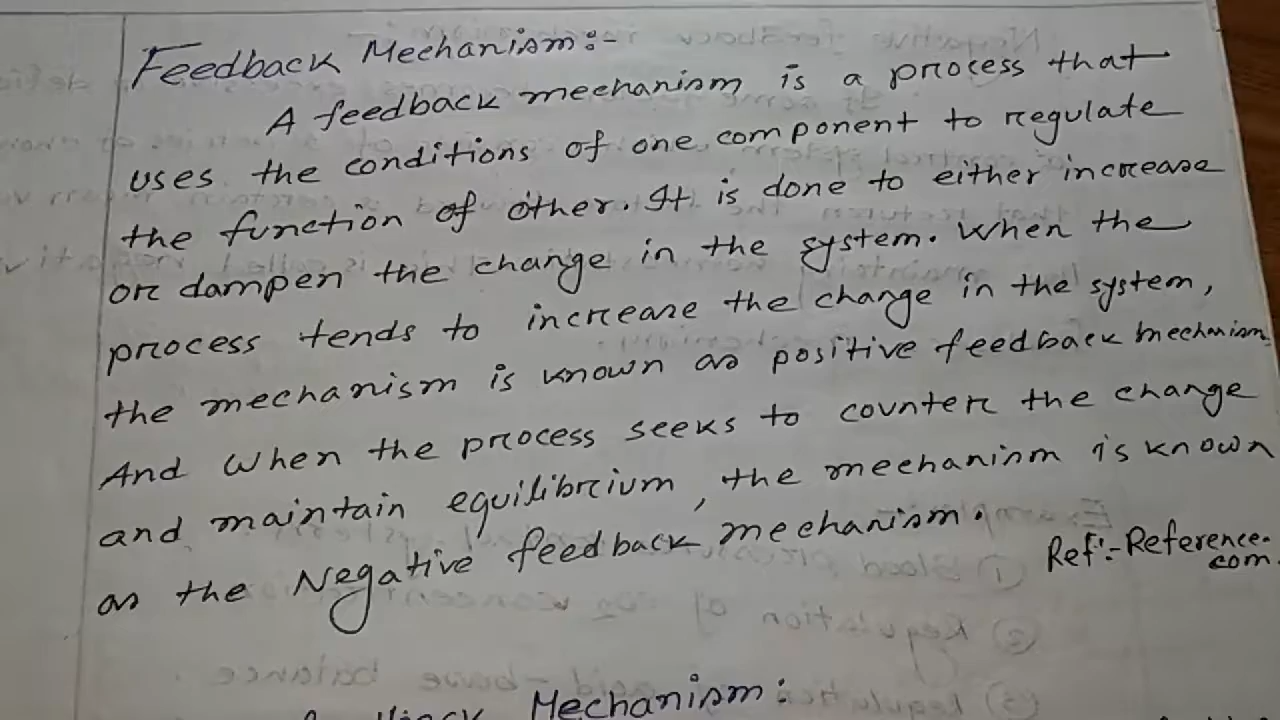 Feedback Mechanism:-
A feedback mechanism is a process that
uses the conditions of one component to regulate
the function of other. It is done to either increase
or dampen the change in the system. When the
process tends to increase the change in the system,
the mechanism is known as positive feedback mechanism.
And when the process seeks to counter the change
and maintain equilibrium, the mechanism is known
as the Negative feedback mechanism.
Ref:-Reference.
com.
Mechanism: